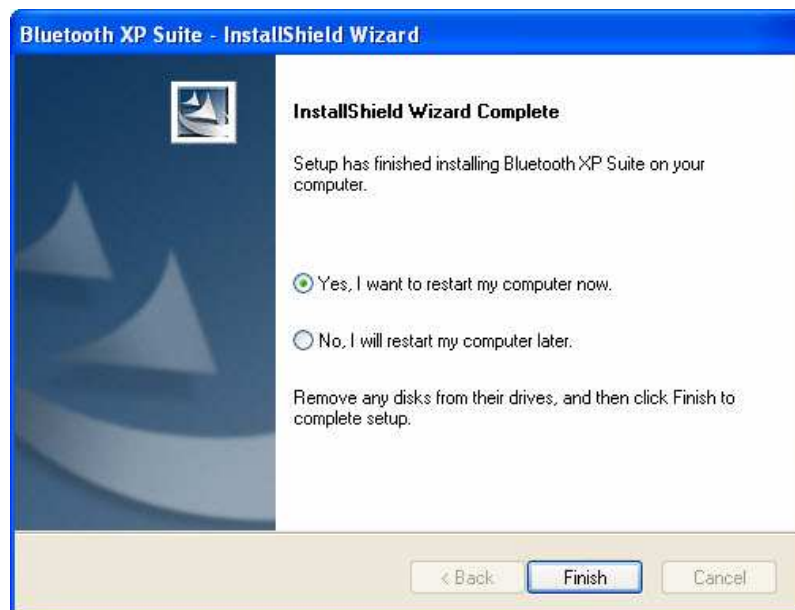 Bluetooth XP Suite - InstallShield Wizard
InstallShield Wizard Complete
Setup has finished installing Bluetooth XP Suite on your
computer.
Yes, I want to restart my computer now.
No, I will restart my computer later.
Remove any disks from their drives, and then click Finish to
complete setup.
< Back Finish Cancel